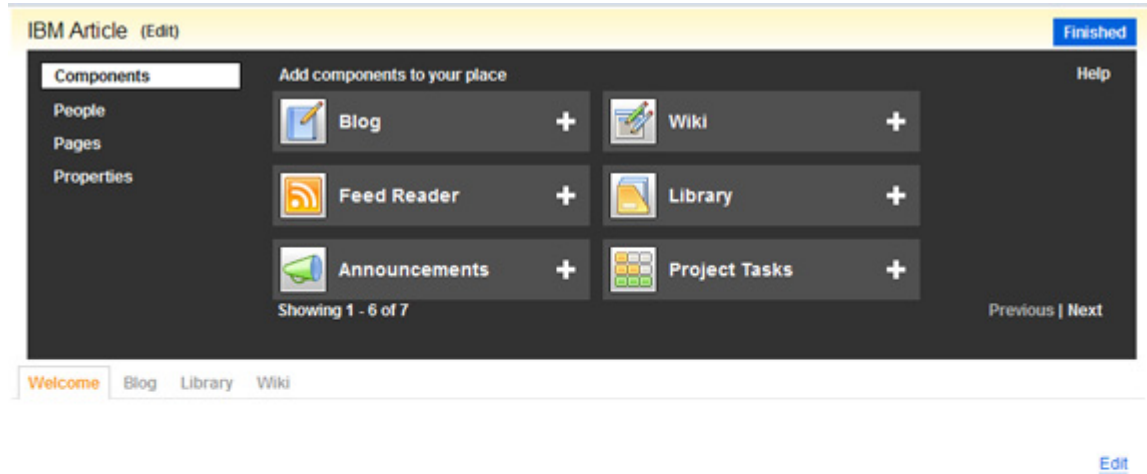 IBM Article (Edit) Finished
Components Add components to your place Help
People Blog Wiki
Pages
Properties Feed Reader Library
Announcements Project Tasks
Showing 1 - 6 of 7 Previous | Next
Welcome Blog Library Wiki
Edit